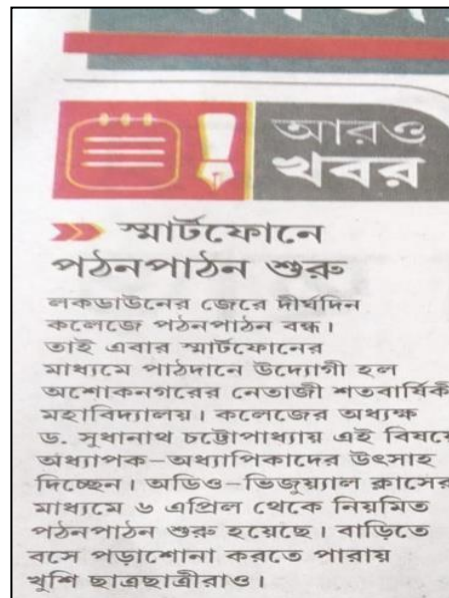 আরও
খবর
স্মার্টফোনে
পঠনপাঠন শুরু
লকডাউনের জেরে দীর্ঘদিন
কলেজে পঠনপাঠন বন্ধ।
তাই এবার স্মার্টফোনের
মাধ্যমে পাঠদানে উদ্যোগী হল
অশোকনগরের নেতাজী শতবার্ষিকী
মহাবিদ্যালয়। কলেজের অধ্যক্ষ
ড. সুধানাথ চট্টোপাধ্যায় এই বিষয়ে
অধ্যাপক–অধ্যাপিকাদের উৎসাহ
দিচ্ছেন। অডিও–ভিজুয়্যাল ক্লাসের
মাধ্যমে ৬ এপ্রিল থেকে নিয়মিত
পঠনপাঠন শুরু হয়েছে। বাড়িতে
বসে পড়াশোনা করতে পারায়
খুশি ছাত্রছাত্রীরাও।